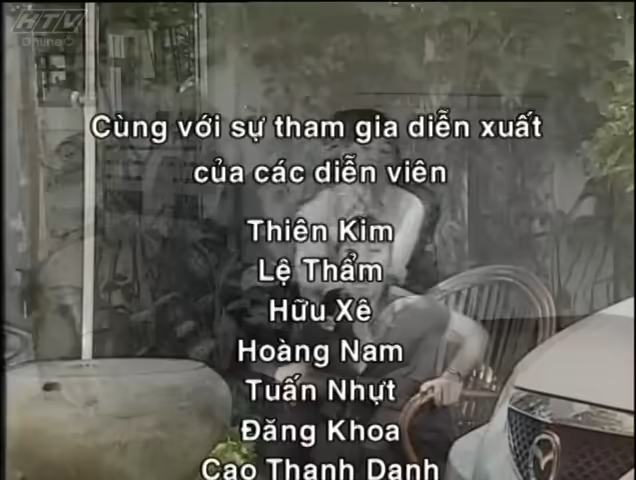 HTV
Online
Cùng với sự tham gia diễn xuất
của các diễn viên
Thiên Kim
Lệ Thẩm
Hữu Xê
Hoàng Nam
Tuấn Nhựt
Đăng Khoa
Cao Thanh Danh